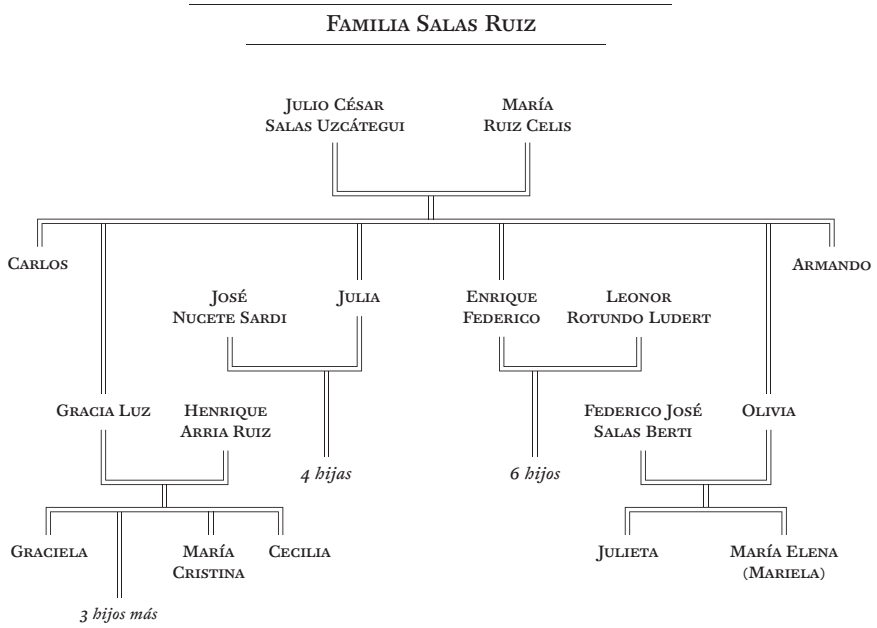 Familia Salas Ruiz
Julio César
Salas Uzcátegui
María
Ruiz Celis
Carlos
Armando
José
Nucete Sardi
Julia
Enrique
Federico
Leonor
Rotundo Ludert
Gracia Luz
Henrique
Arria Ruiz
Federico José
Salas Berti
Olivia
4 hijas
6 hijos
Graciela
María
Cristina
Cecilia
Julieta
María Elena
(Mariela)
3 hijos más